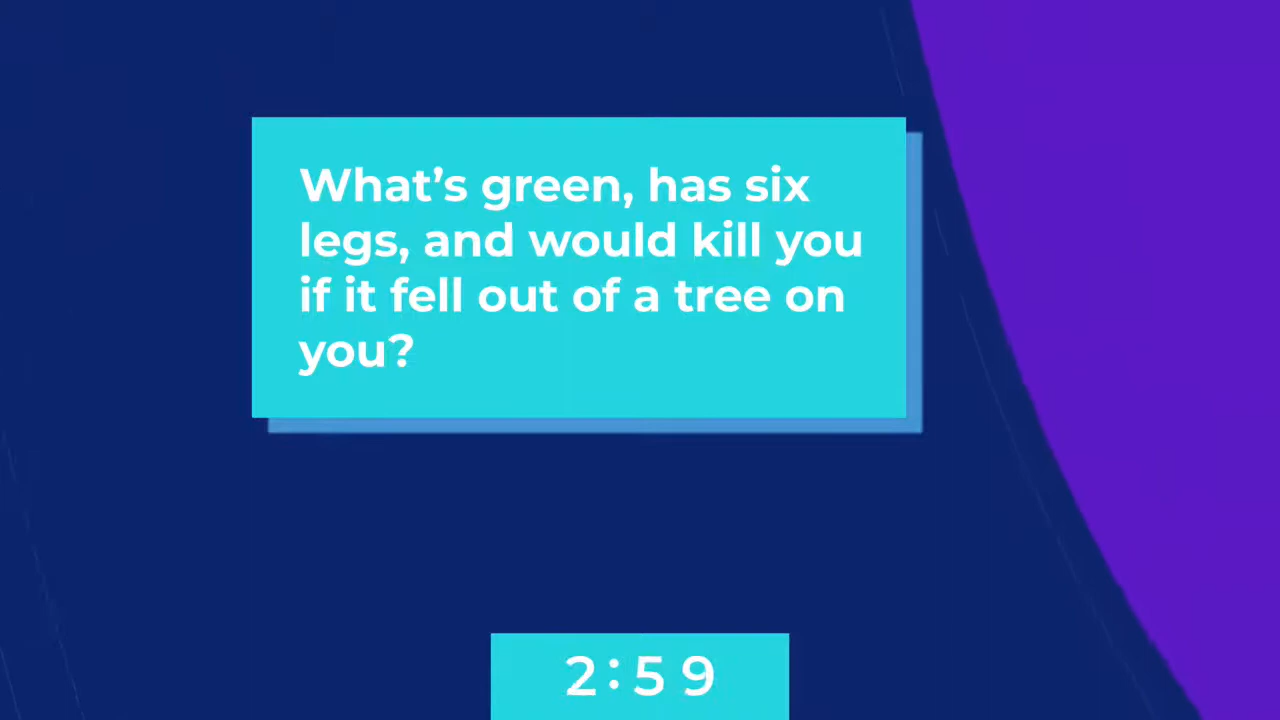 What’s green, has six
legs, and would kill you
if it fell out of a tree on
you?
2:59